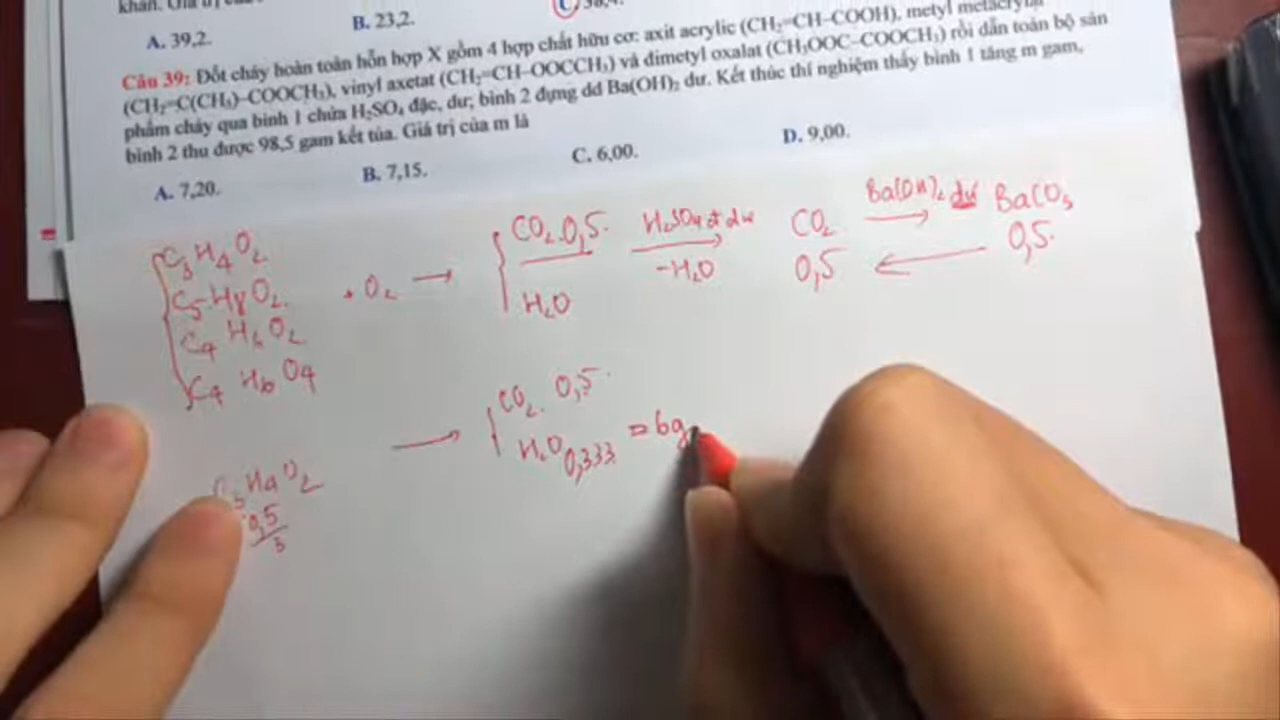 A. 39,2.
B. 23,2.
Câu 39: Đốt cháy hoàn toàn hỗn hợp X gồm 4 hợp chất hữu cơ: axit acrylic (CH₂=CH–COOH), metyl metacrylat
(CH₂=C(CH₃)–COOCH₃), vinyl axetat (CH₂=CH–OOCCH₃) và dimetyl oxalat (CH₃OOC–COOCH₃) rồi dẫn toàn bộ sản
phẩm cháy qua bình 1 chứa H₂SO₄ đặc, dư; bình 2 đựng dd Ba(OH)₂ dư. Kết thúc thí nghiệm thấy bình 1 tăng m gam,
bình 2 thu được 98,5 gam kết tủa. Giá trị của m là
A. 7,20.
B. 7,15.
C. 6,00.
D. 9,00.
C₃H₄O₂
C₅H₈O₂
C₄H₆O₂
C₄H₆O₄
+ O₂ →
CO₂ 0,5
H₂O
H₂SO₄ đ dư
-H₂O
CO₂
0,5
Ba(OH)₂ dư
BaCO₃
0,5
C₃H₄O₂
0,5
3
→
CO₂ 0,5
H₂O 0,333 = 6g